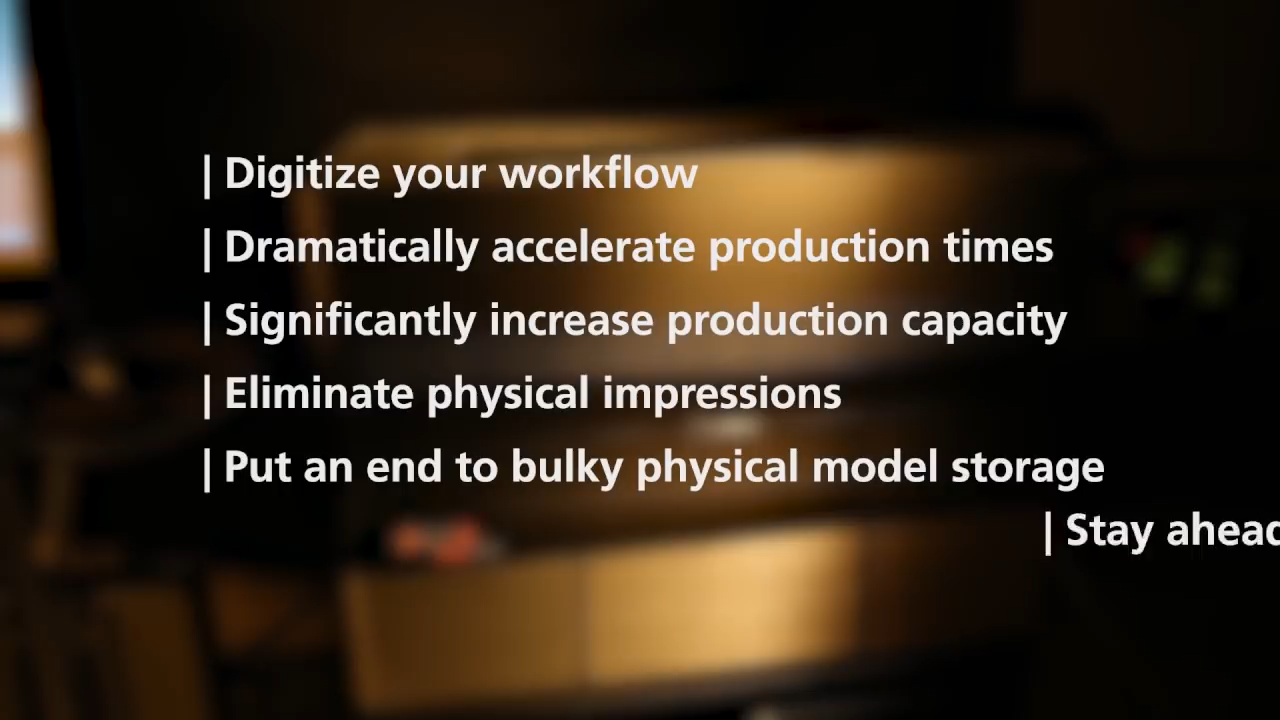 | Digitize your workflow
| Dramatically accelerate production times
| Significantly increase production capacity
| Eliminate physical impressions
| Put an end to bulky physical model storage
| Stay ahead